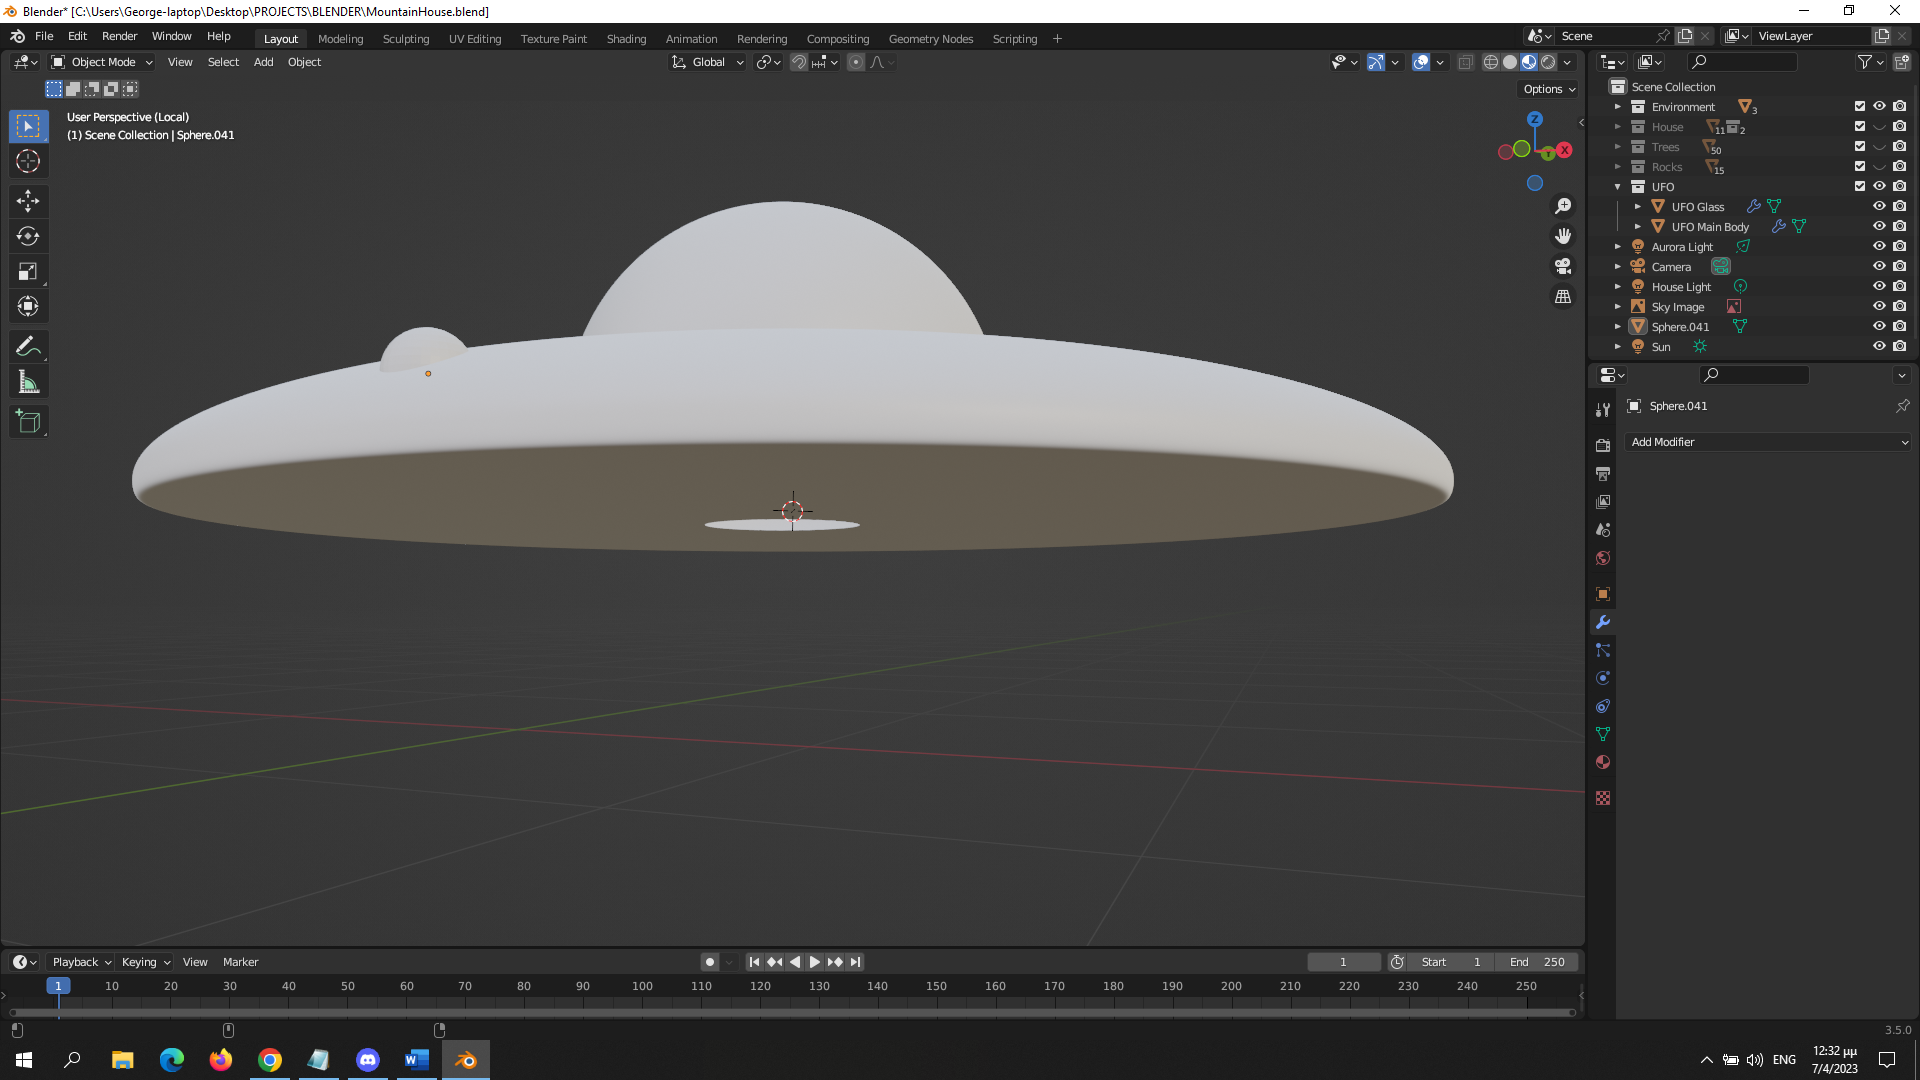 Blender* [C:\Users\George-laptop\Desktop\PROJECTS\BLENDER\MountainHouse.blend]
File Edit Render Window Help Layout Modeling Sculpting UV Editing Texture Paint Shading Animation Rendering Compositing Geometry Nodes Scripting + Scene ViewLayer
Object Mode View Select Add Object Global
Options
User Perspective (Local)
(1) Scene Collection | Sphere.041
Z
Y
X
Scene Collection
Environment 3
House 11 2
Trees 50
Rocks 15
UFO
UFO Glass
UFO Main Body
Aurora Light
Camera
House Light
Sky Image
Sphere.041
Sun
Sphere.041
Add Modifier
Playback Keying View Marker 1 Start 1 End 250
1 10 20 30 40 50 60 70 80 90 100 110 120 130 140 150 160 170 180 190 200 210 220 230 240 250
3.5.0
ENG
12:32 μμ
7/4/2023